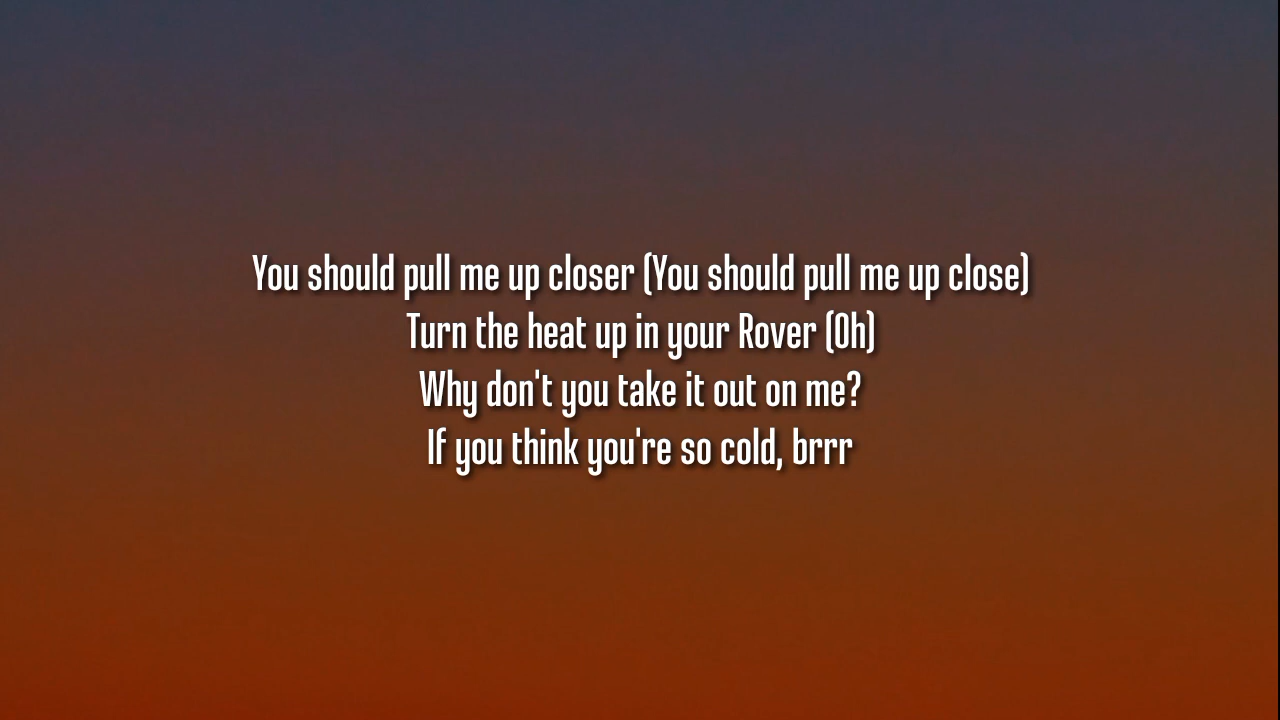 You should pull me up closer (You should pull me up close)
Turn the heat up in your Rover (Oh)
Why don't you take it out on me?
If you think you're so cold, brrr